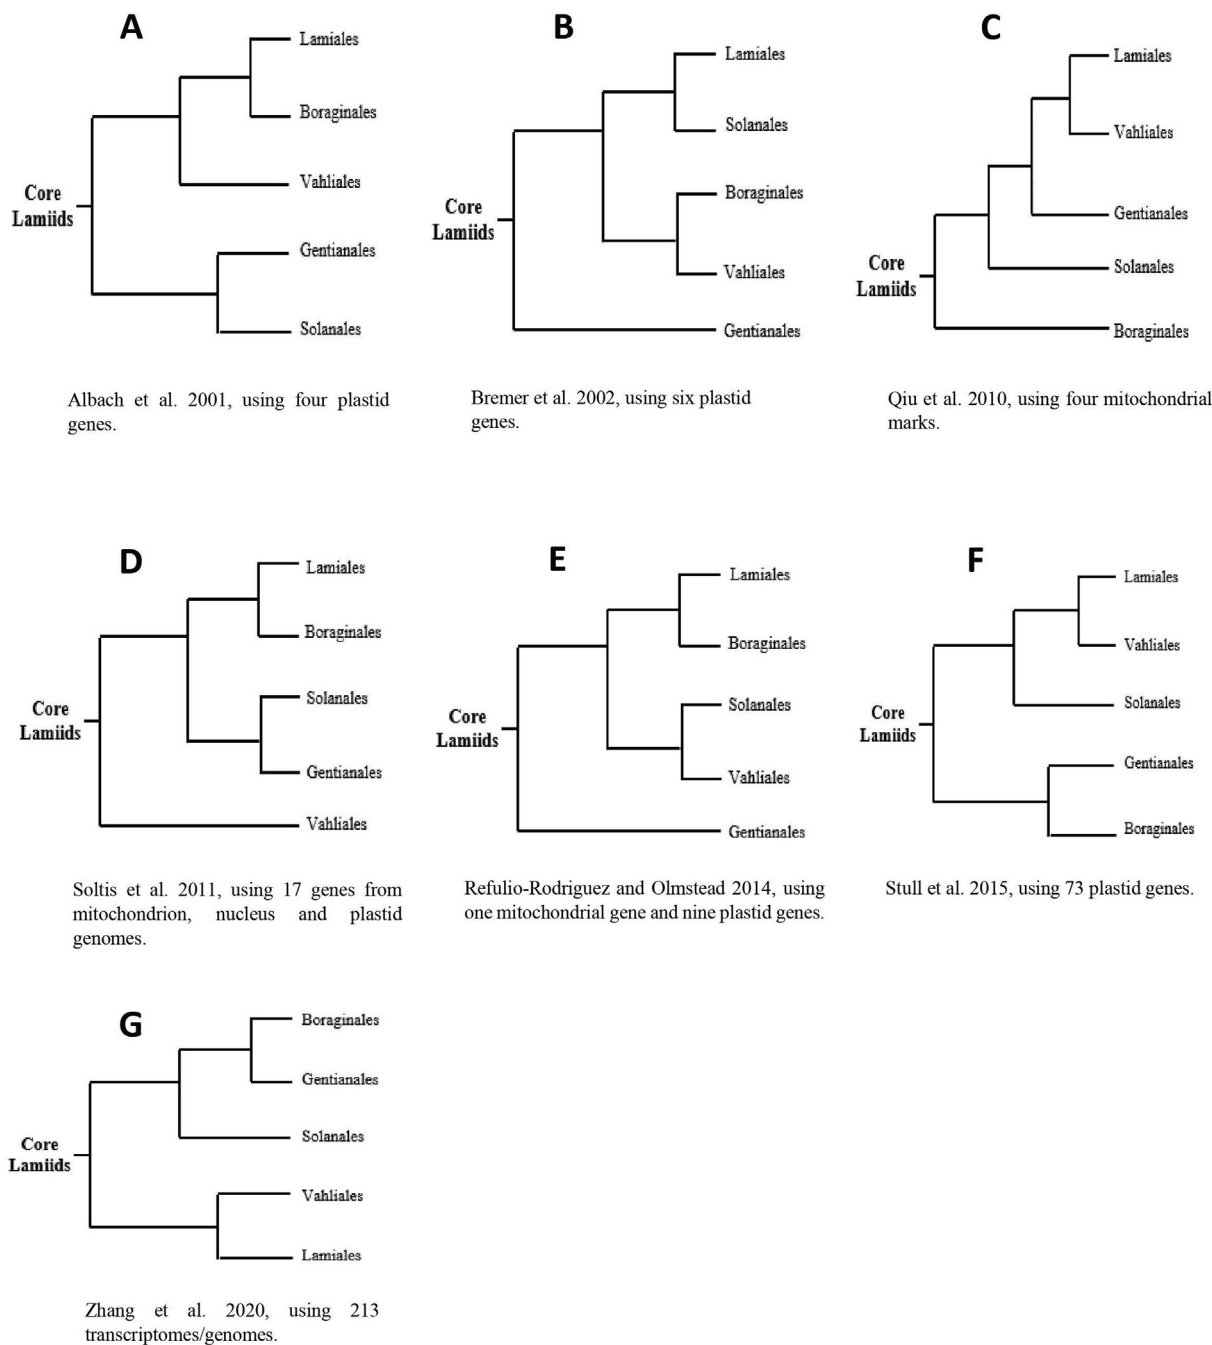 A
Lamiales
Boraginales
Vahliales
Core
Lamiids
Gentianales
Solanales
Albach et al. 2001, using four plastid
genes.
B
Lamiales
Solanales
Boraginales
Core
Lamiids
Vahliales
Gentianales
Bremer et al. 2002, using six plastid
genes.
C
Lamiales
Vahliales
Gentianales
Core
Lamiids
Solanales
Boraginales
Qiu et al. 2010, using four mitochondrial
marks.
D
Lamiales
Boraginales
Solanales
Core
Lamiids
Gentianales
Vahliales
Soltis et al. 2011, using 17 genes from
mitochondrion, nucleus and plastid
genomes.
E
Lamiales
Boraginales
Solanales
Core
Lamiids
Vahliales
Gentianales
Refulio-Rodriguez and Olmstead 2014, using
one mitochondrial gene and nine plastid genes.
F
Lamiales
Vahliales
Solanales
Core
Lamiids
Gentianales
Boraginales
Stull et al. 2015, using 73 plastid genes.
G
Boraginales
Gentianales
Solanales
Core
Lamiids
Vahliales
Lamiales
Zhang et al. 2020, using 213
transcriptomes/genomes.